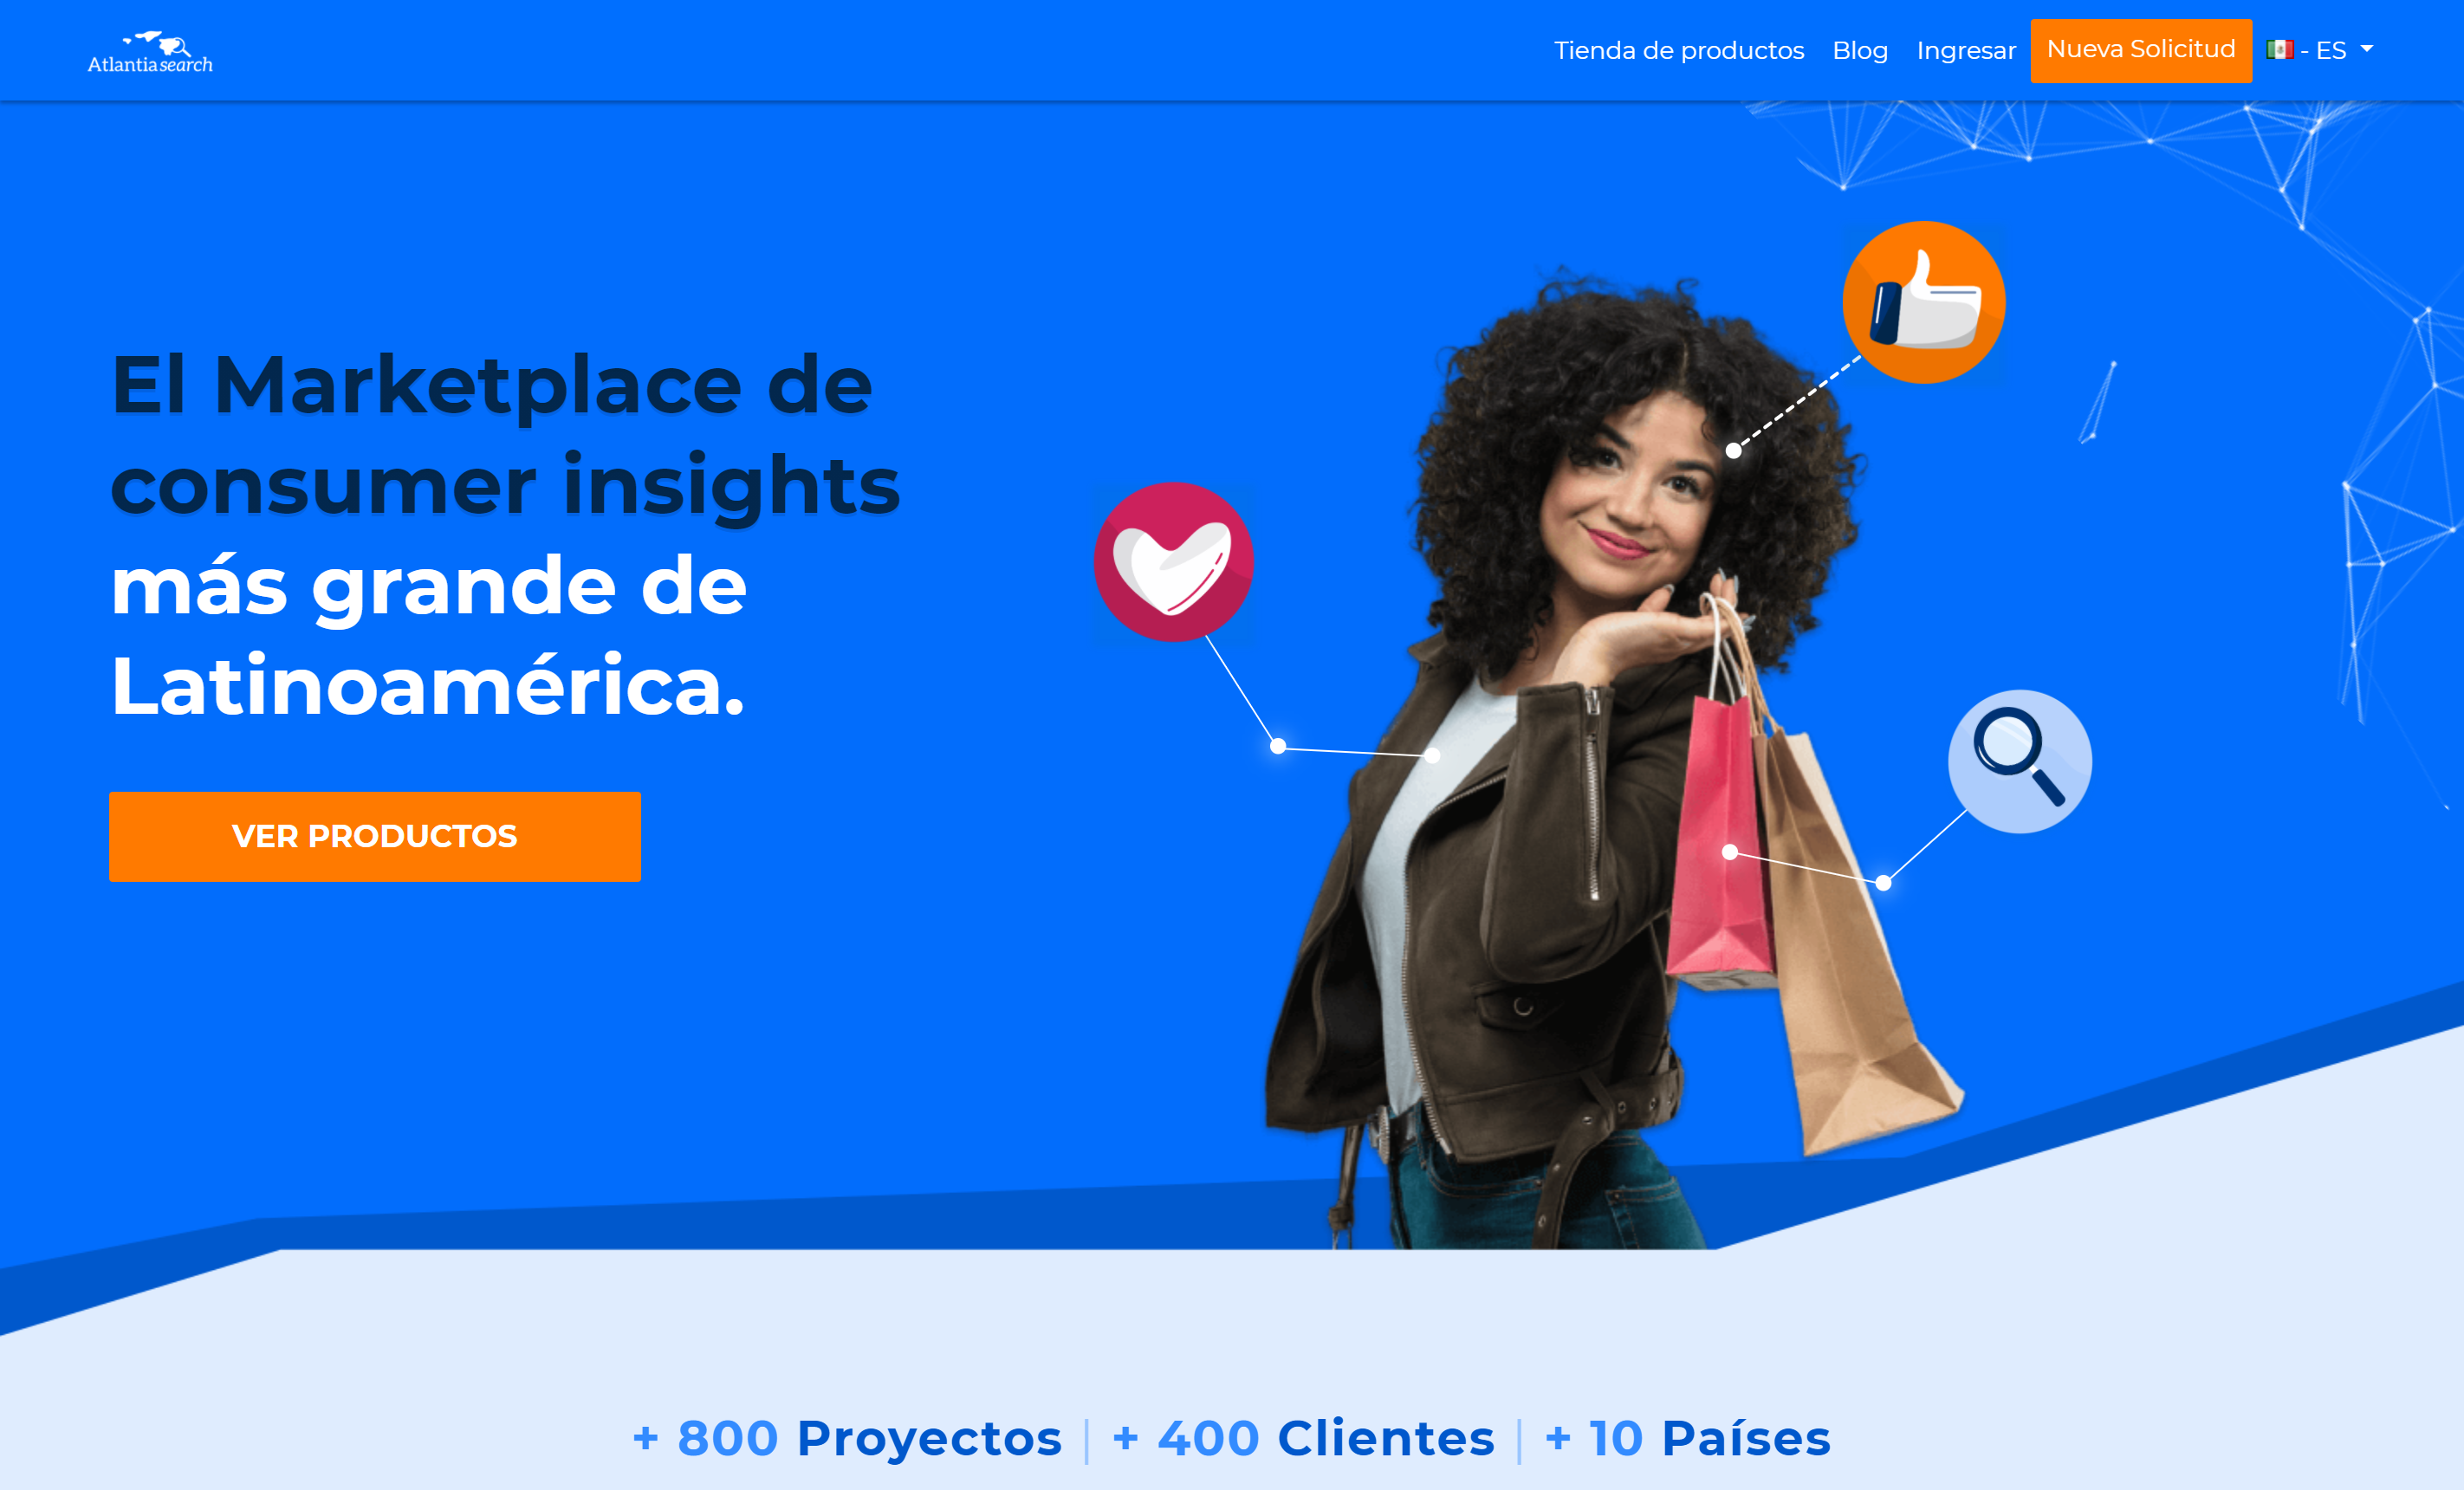 Atlantia search
Tienda de productos
Blog
Ingresar
Nueva Solicitud
- ES
El Marketplace de
consumer insights
más grande de
Latinoamérica.
VER PRODUCTOS
+ 800 Proyectos | + 400 Clientes | + 10 Países